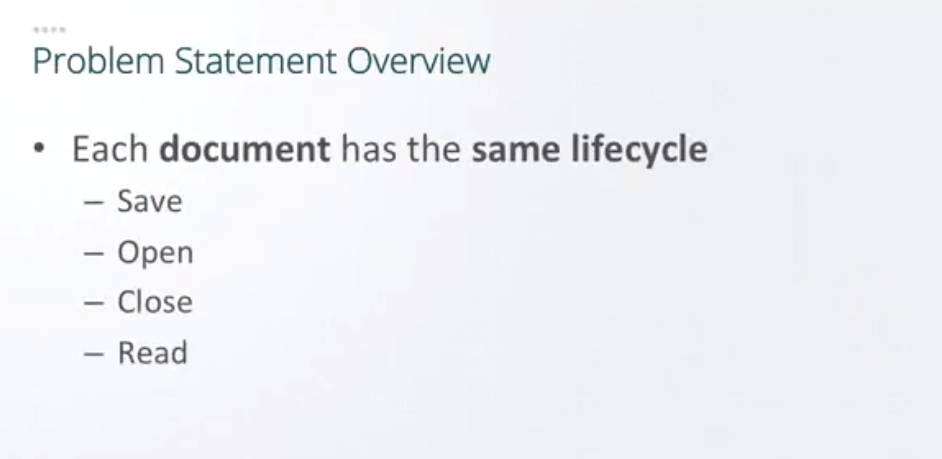 Problem Statement Overview
• Each document has the same lifecycle
– Save
– Open
– Close
– Read